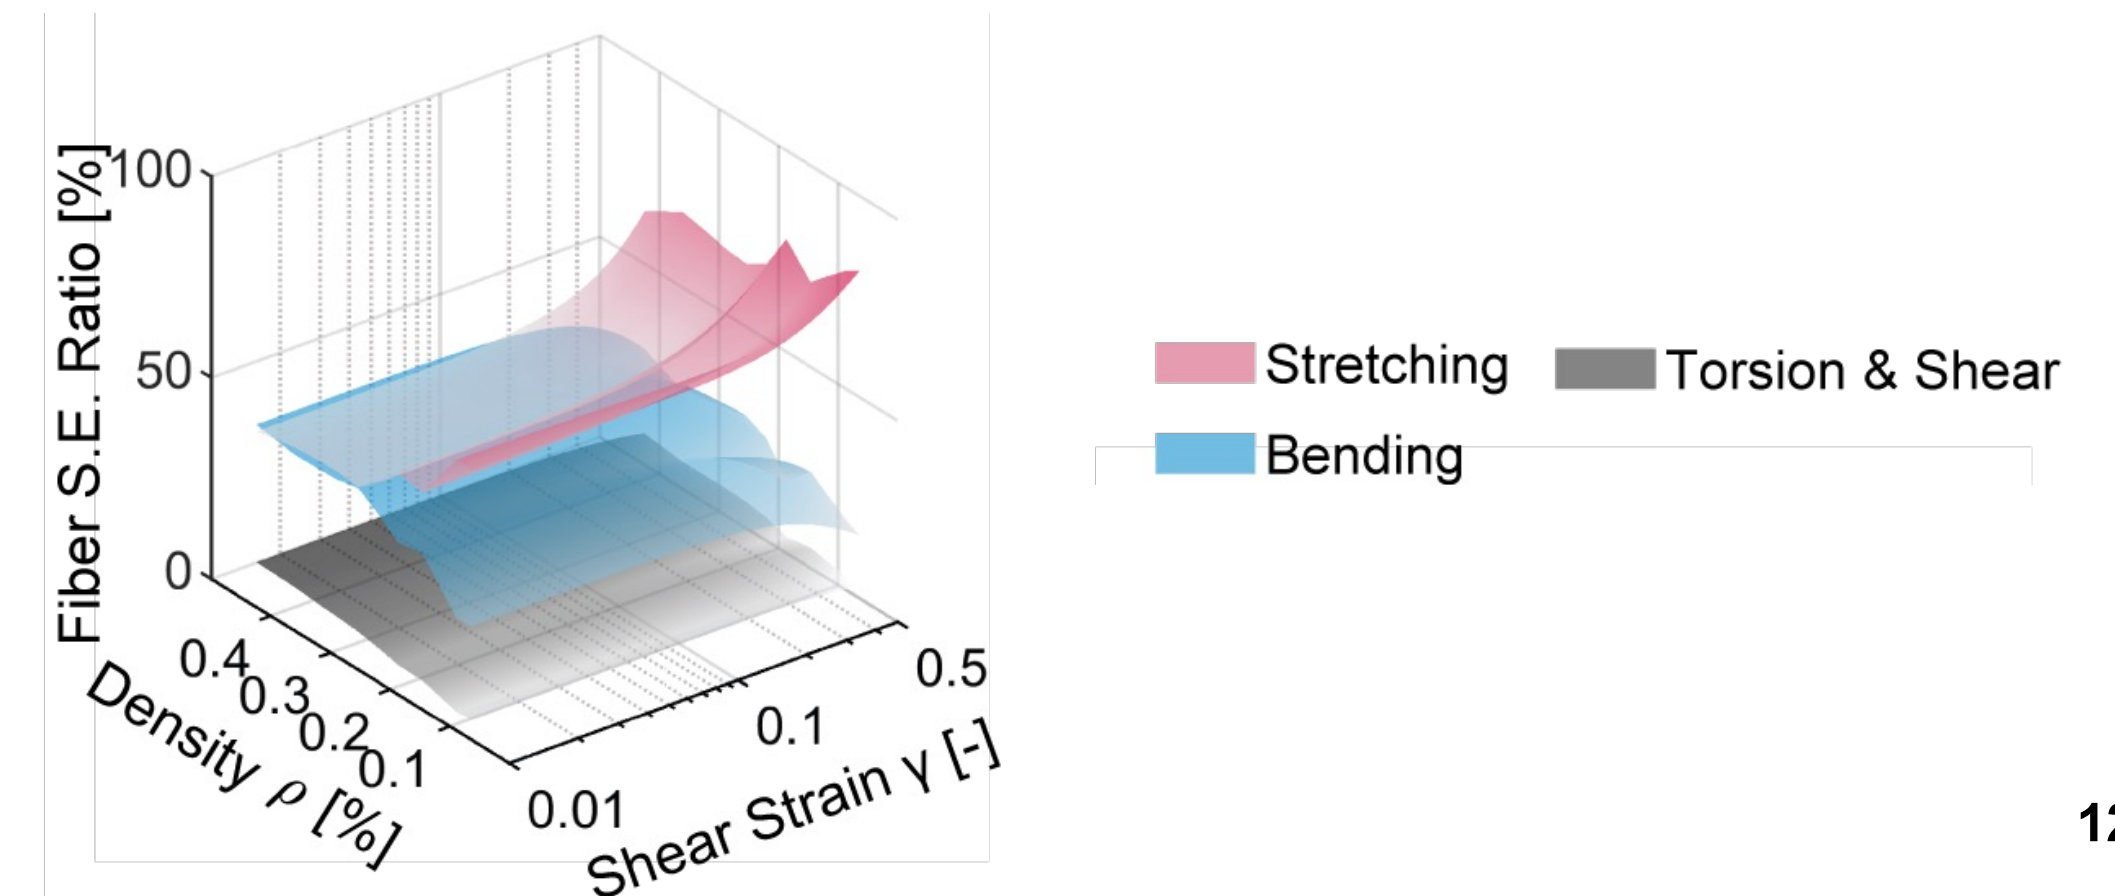 Fiber S.E. Ratio [%]
100
50
0
Density ρ [%]
0.4
0.3
0.2
0.1
Shear Strain γ [-]
0.01
0.1
0.5
Stretching
Torsion & Shear
Bending